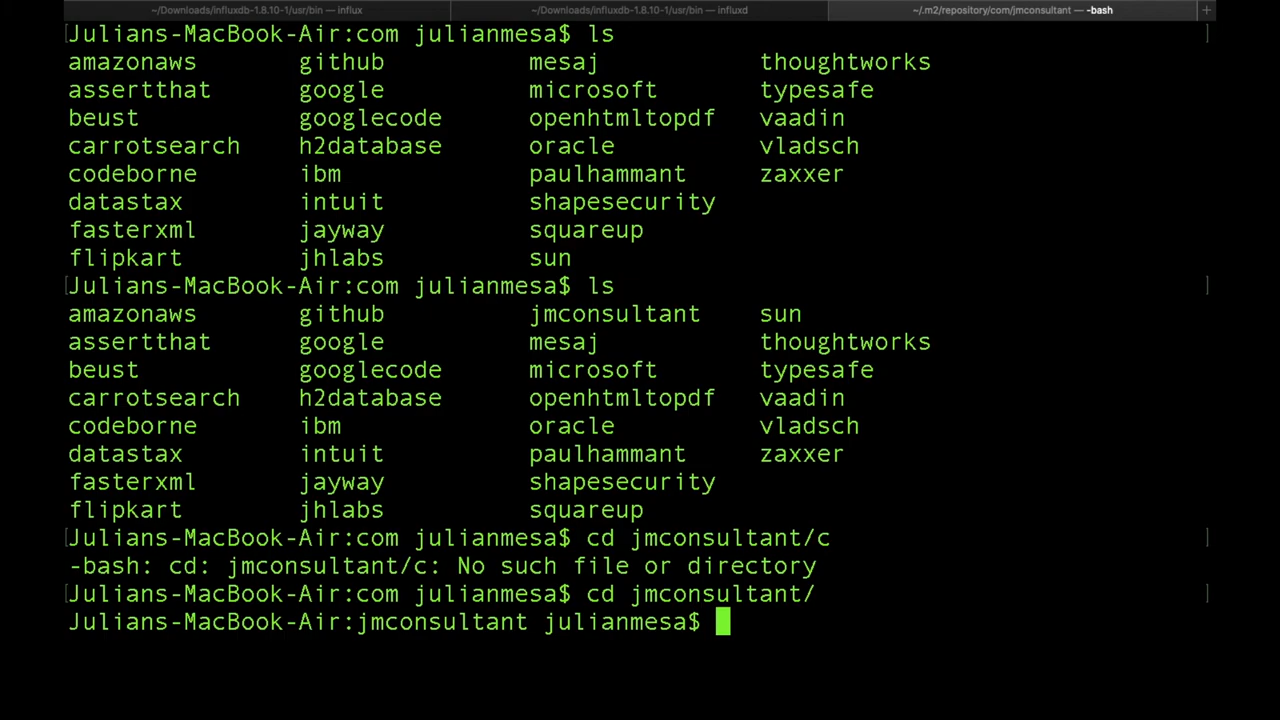 ~/Downloads/influxdb-1.8.10-1/usr/bin — influx ~/Downloads/influxdb-1.8.10-1/usr/bin — influxd ~/.m2/repository/com/jmconsultant — -bash +
[Julians-MacBook-Air:com julianmesa$ ls ]
amazonaws github mesaj thoughtworks
assertthat google microsoft typesafe
beust googlecode openhtmltopdf vaadin
carrotsearch h2database oracle vladsch
codeborne ibm paulhammant zaxxer
datastax intuit shapesecurity
fasterxml jayway squareup
flipkart jhlabs sun
[Julians-MacBook-Air:com julianmesa$ ls ]
amazonaws github jmconsultant sun
assertthat google mesaj thoughtworks
beust googlecode microsoft typesafe
carrotsearch h2database openhtmltopdf vaadin
codeborne ibm oracle vladsch
datastax intuit paulhammant zaxxer
fasterxml jayway shapesecurity
flipkart jhlabs squareup
[Julians-MacBook-Air:com julianmesa$ cd jmconsultant/c ]
-bash: cd: jmconsultant/c: No such file or directory
[Julians-MacBook-Air:com julianmesa$ cd jmconsultant/ ]
Julians-MacBook-Air:jmconsultant julianmesa$